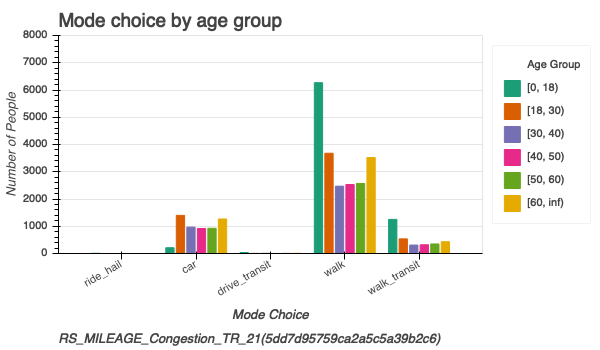 Mode choice by age group
8000
7000
6000
5000
4000
3000
2000
1000
0
Number of People
ride_hail
car
drive_transit
walk
walk_transit
Mode Choice
Age Group
[0, 18)
[18, 30)
[30, 40)
[40, 50)
[50, 60)
[60, inf)
RS_MILEAGE_Congestion_TR_21(5dd7d95759ca2a5c5a39b2c6)